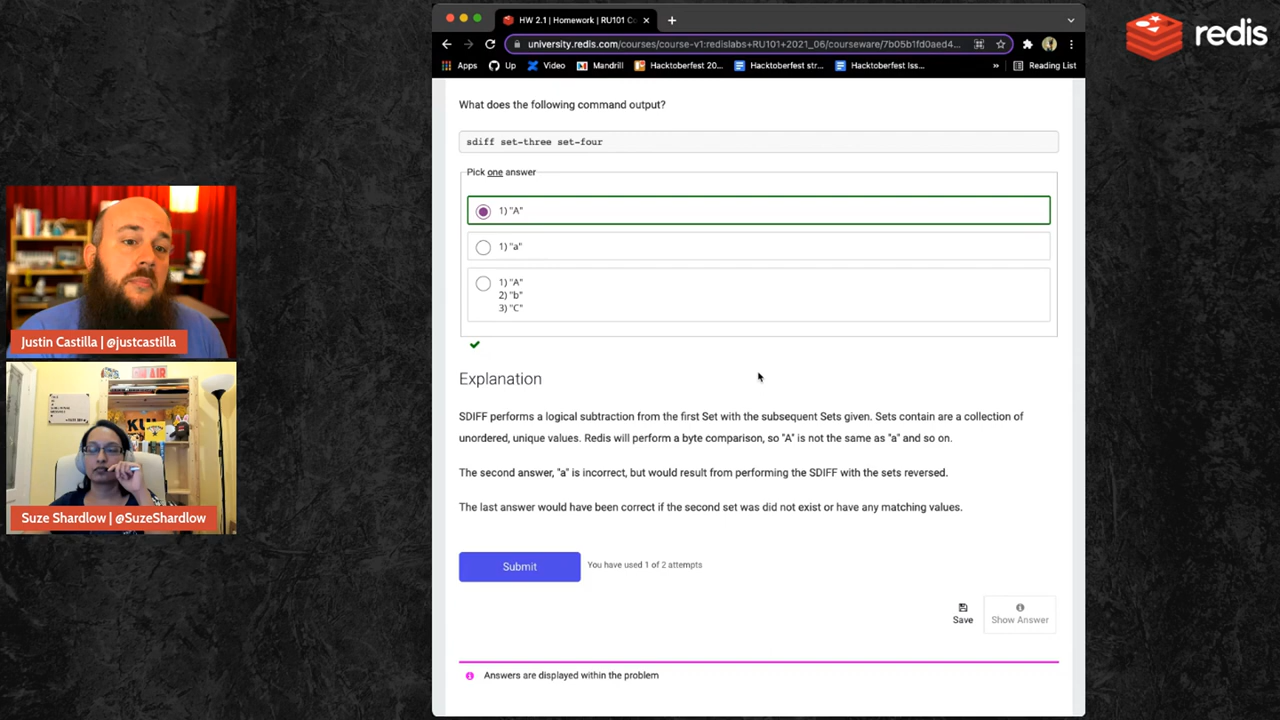 HW 2.1 | Homework | RU101 Co
university.redis.com/courses/course-v1:redislabs+RU101+2021_06/courseware/7b05b1fd0aed4...
Apps
Up
Video
Mandrill
Hacktoberfest 20...
Hacktoberfest str...
Hacktoberfest Iss...
»
Reading List
redis
What does the following command output?
sdiff set-three set-four
Pick one answer
1) "A"
1) "a"
1) "A"
2) "b"
3) "C"
Explanation
SDIFF performs a logical subtraction from the first Set with the subsequent Sets given. Sets contain are a collection of
unordered, unique values. Redis will perform a byte comparison, so "A" is not the same as "a" and so on.
The second answer, "a" is incorrect, but would result from performing the SDIFF with the sets reversed.
The last answer would have been correct if the second set was did not exist or have any matching values.
Submit
You have used 1 of 2 attempts
Save
Show Answer
Answers are displayed within the problem
Justin Castilla | @justcastilla
ON AIR
Suze Shardlow | @SuzeShardlow